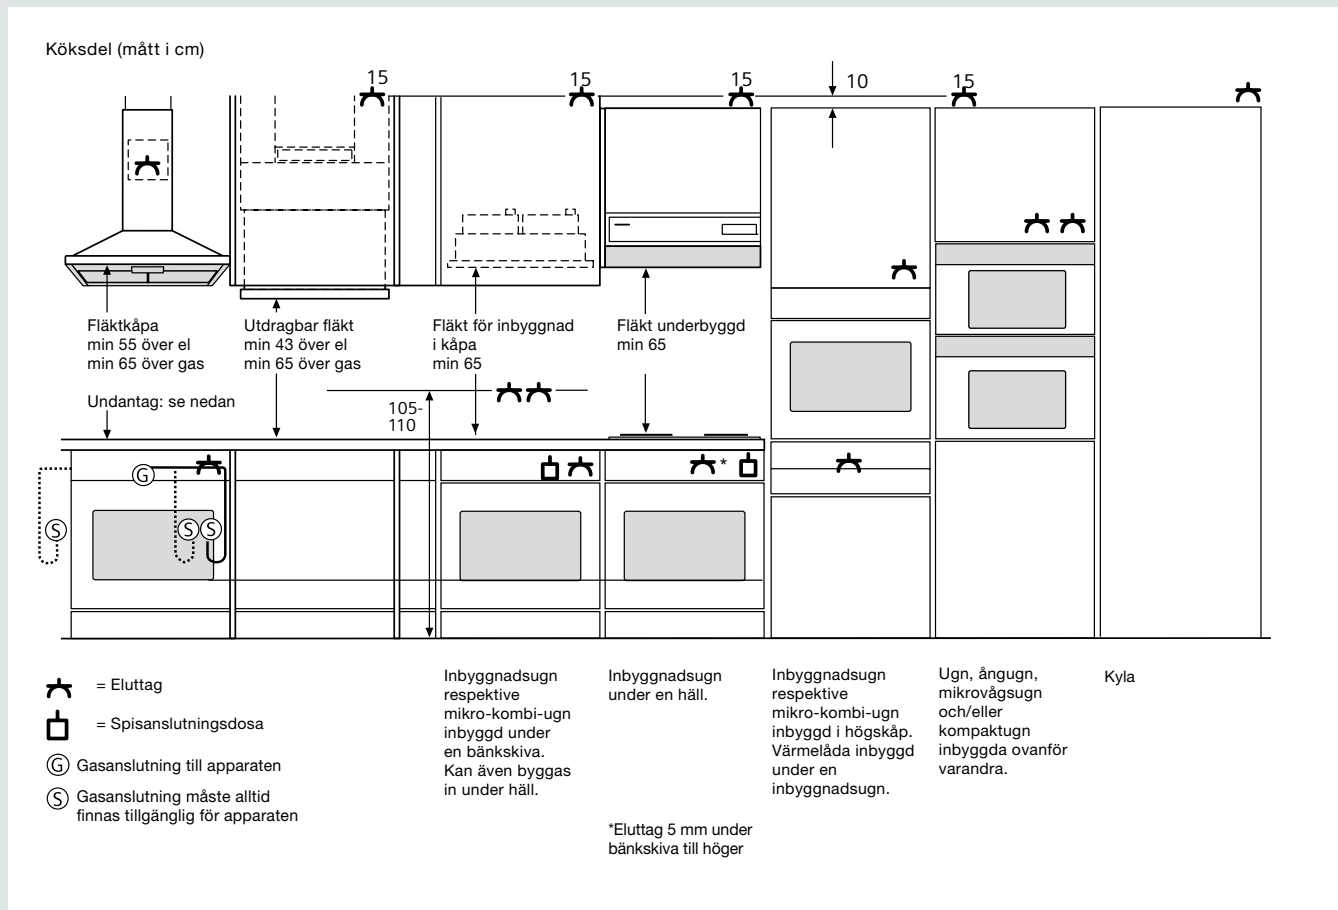 Köksdel (mått i cm)
15
15
15
10
15
Fläktkåpa
min 55 över el
min 65 över gas
Undantag: se nedan
Utdragbar fläkt
min 43 över el
min 65 över gas
Fläkt för inbyggnad
i kåpa
min 65
Fläkt underbyggd
min 65
105-
110
G
S
S
S
*
= Eluttag
= Spisanslutningsdosa
G Gasanslutning till apparaten
S Gasanslutning måste alltid
finnas tillgänglig för apparaten
Inbyggnadsugn
respektive
mikro-kombi-ugn
inbyggd under
en bänkskiva.
Kan även byggas
in under häll.
Inbyggnadsugn
under en häll.
*Eluttag 5 mm under
bänkskiva till höger
Inbyggnadsugn
respektive
mikro-kombi-ugn
inbyggd i högskåp.
Värmelåda inbyggd
under en
inbyggnadsugn.
Ugn, ångugn,
mikrovågsugn
och/eller
kompaktugn
inbyggda ovanför
varandra.
Kyla